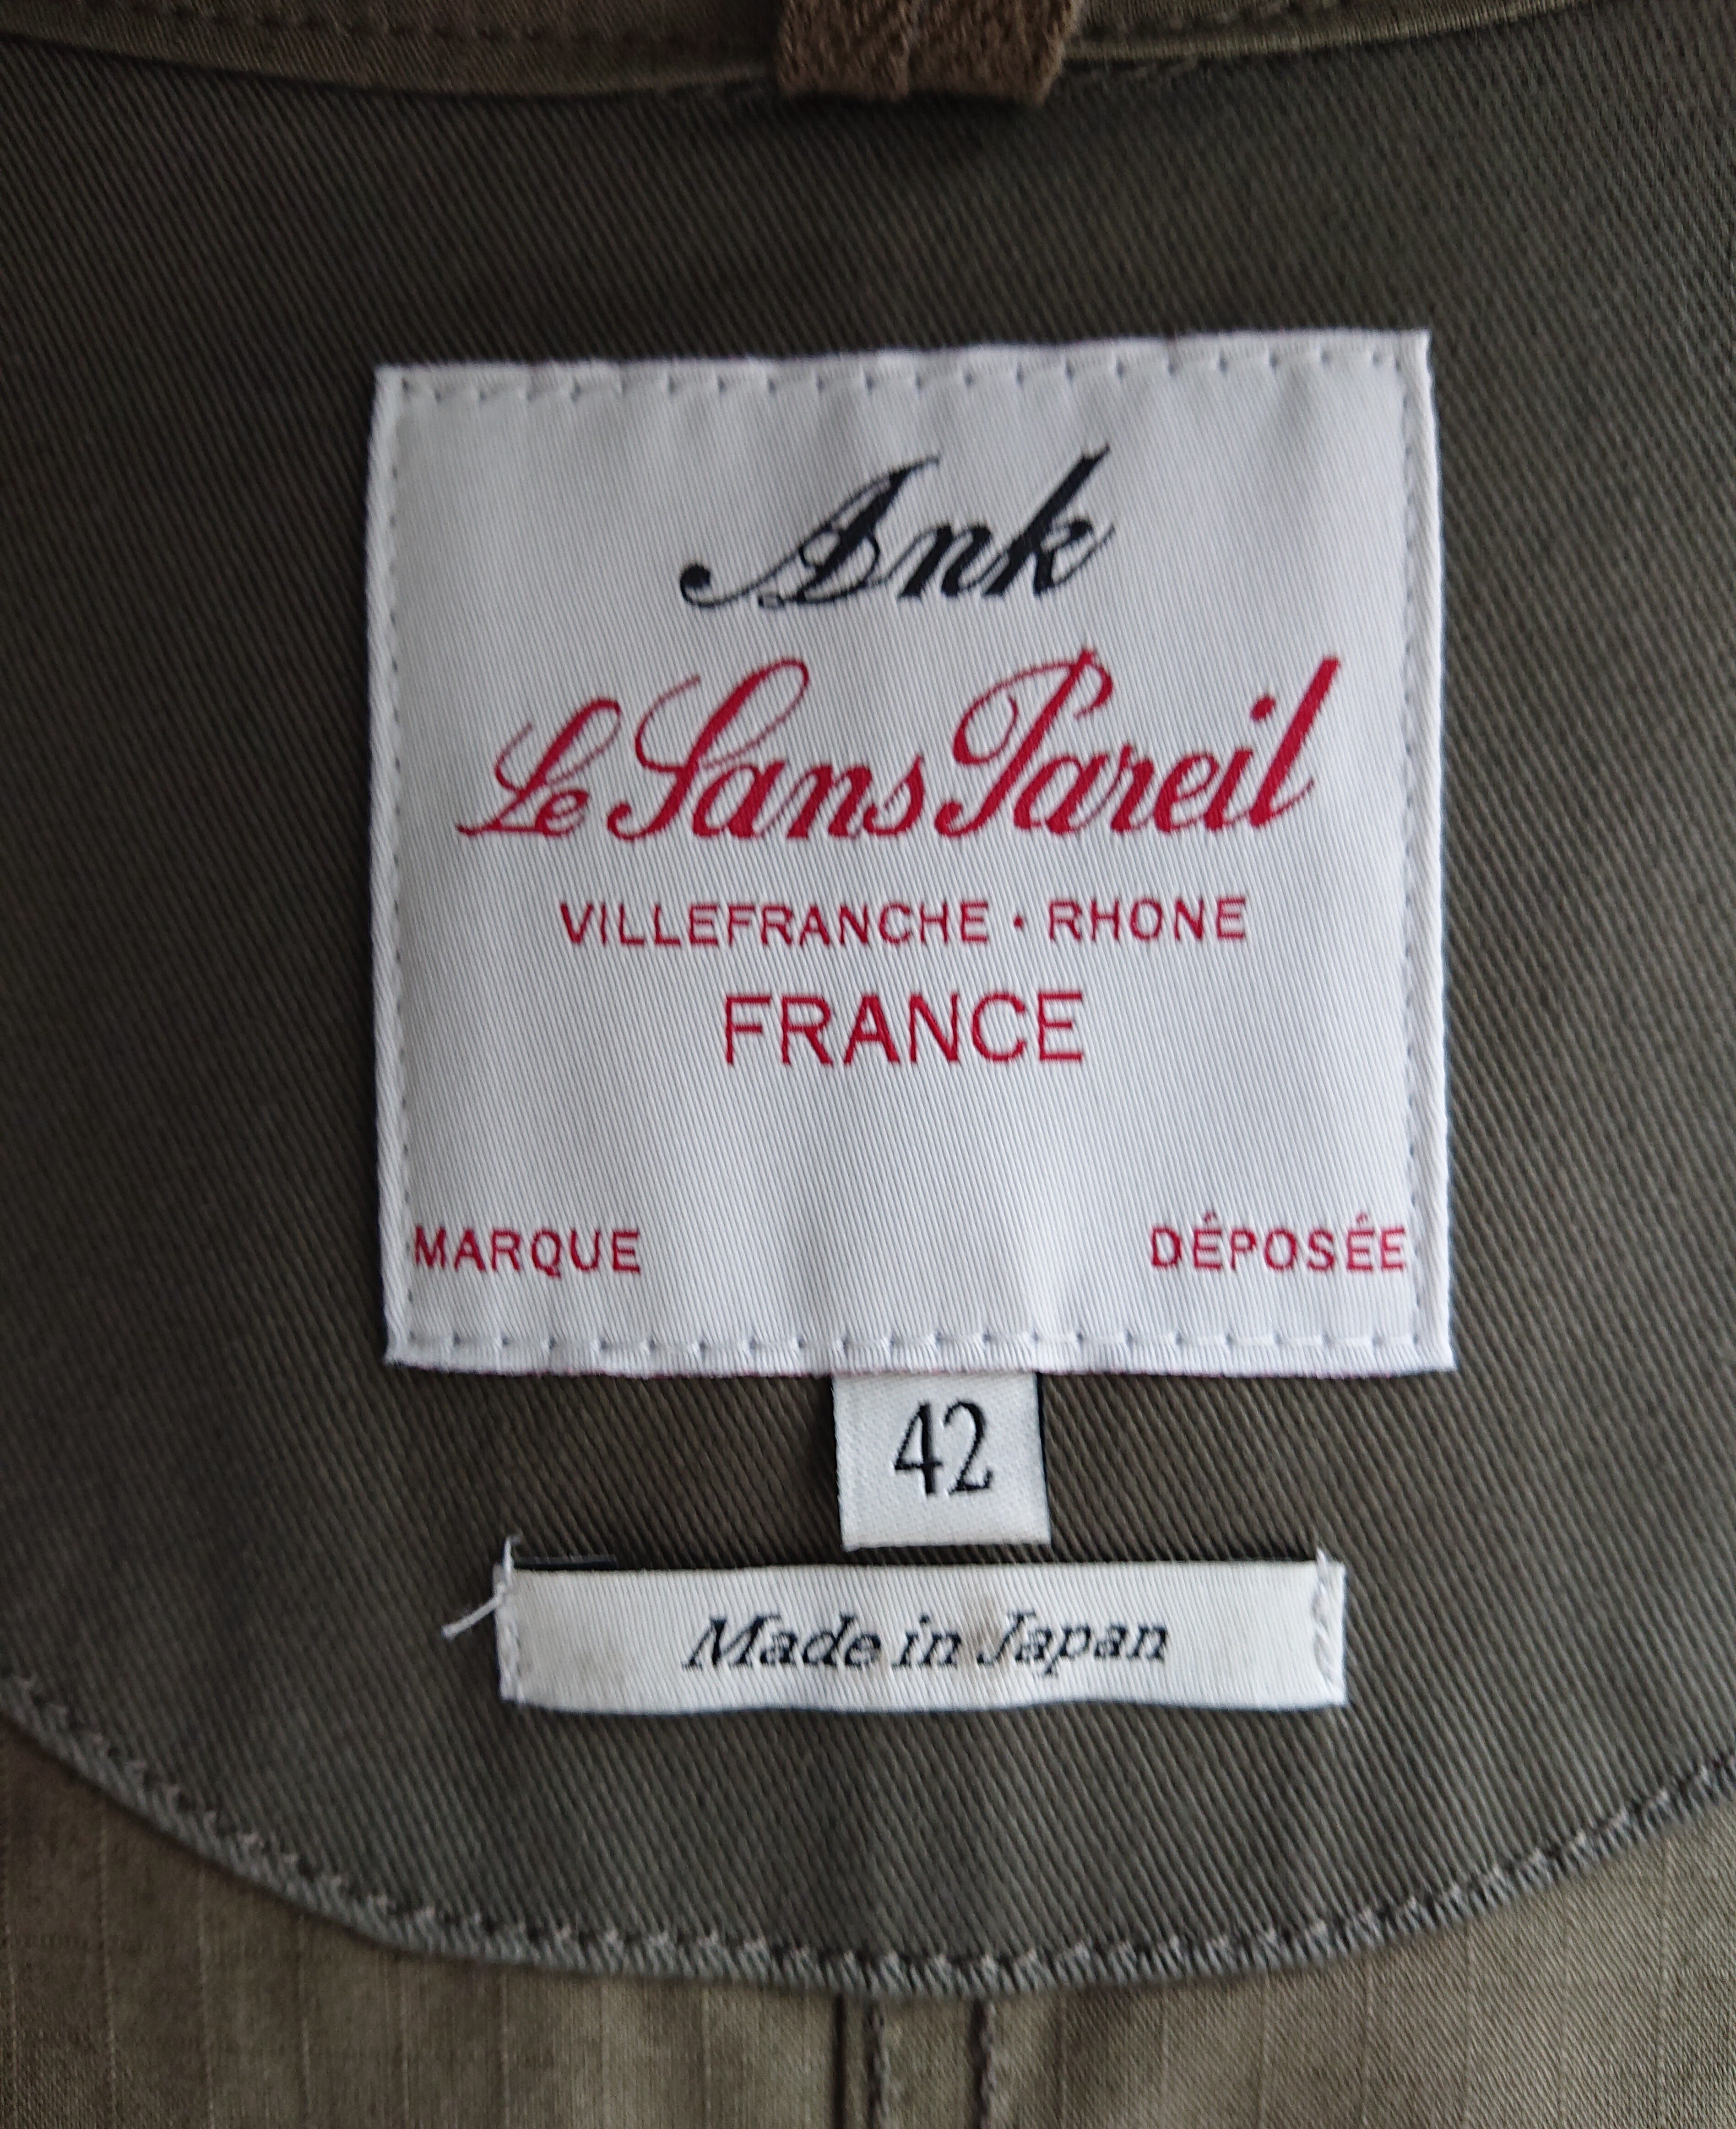 Ank
Le Sans Pareil
VILLEFRANCHE · RHONE
FRANCE
MARQUE DÉPOSÉE
42
Made in Japan